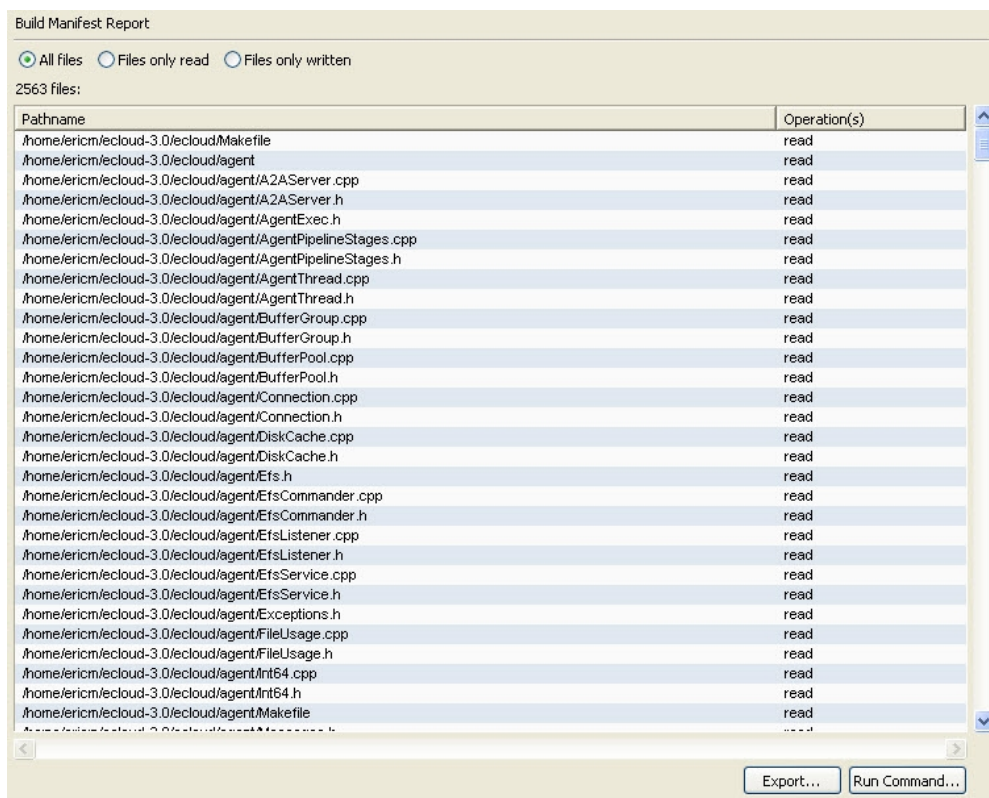 Build Manifest Report
All files Files only read Files only written
2563 files:
Pathname Operation(s)
/home/ericm/ecloud-3.0/ecloud/Makefile read
/home/ericm/ecloud-3.0/ecloud/agent read
/home/ericm/ecloud-3.0/ecloud/agent/A2AServer.cpp read
/home/ericm/ecloud-3.0/ecloud/agent/A2AServer.h read
/home/ericm/ecloud-3.0/ecloud/agent/AgentExec.h read
/home/ericm/ecloud-3.0/ecloud/agent/AgentPipelineStages.cpp read
/home/ericm/ecloud-3.0/ecloud/agent/AgentPipelineStages.h read
/home/ericm/ecloud-3.0/ecloud/agent/AgentThread.cpp read
/home/ericm/ecloud-3.0/ecloud/agent/AgentThread.h read
/home/ericm/ecloud-3.0/ecloud/agent/BufferGroup.cpp read
/home/ericm/ecloud-3.0/ecloud/agent/BufferGroup.h read
/home/ericm/ecloud-3.0/ecloud/agent/BufferPool.cpp read
/home/ericm/ecloud-3.0/ecloud/agent/BufferPool.h read
/home/ericm/ecloud-3.0/ecloud/agent/Connection.cpp read
/home/ericm/ecloud-3.0/ecloud/agent/Connection.h read
/home/ericm/ecloud-3.0/ecloud/agent/DiskCache.cpp read
/home/ericm/ecloud-3.0/ecloud/agent/DiskCache.h read
/home/ericm/ecloud-3.0/ecloud/agent/Efs.h read
/home/ericm/ecloud-3.0/ecloud/agent/EfsCommander.cpp read
/home/ericm/ecloud-3.0/ecloud/agent/EfsCommander.h read
/home/ericm/ecloud-3.0/ecloud/agent/EfsListener.cpp read
/home/ericm/ecloud-3.0/ecloud/agent/EfsListener.h read
/home/ericm/ecloud-3.0/ecloud/agent/EfsService.cpp read
/home/ericm/ecloud-3.0/ecloud/agent/EfsService.h read
/home/ericm/ecloud-3.0/ecloud/agent/Exceptions.h read
/home/ericm/ecloud-3.0/ecloud/agent/FileUsage.cpp read
/home/ericm/ecloud-3.0/ecloud/agent/FileUsage.h read
/home/ericm/ecloud-3.0/ecloud/agent/Int64.cpp read
/home/ericm/ecloud-3.0/ecloud/agent/Int64.h read
/home/ericm/ecloud-3.0/ecloud/agent/Makefile read
Export... Run Command...